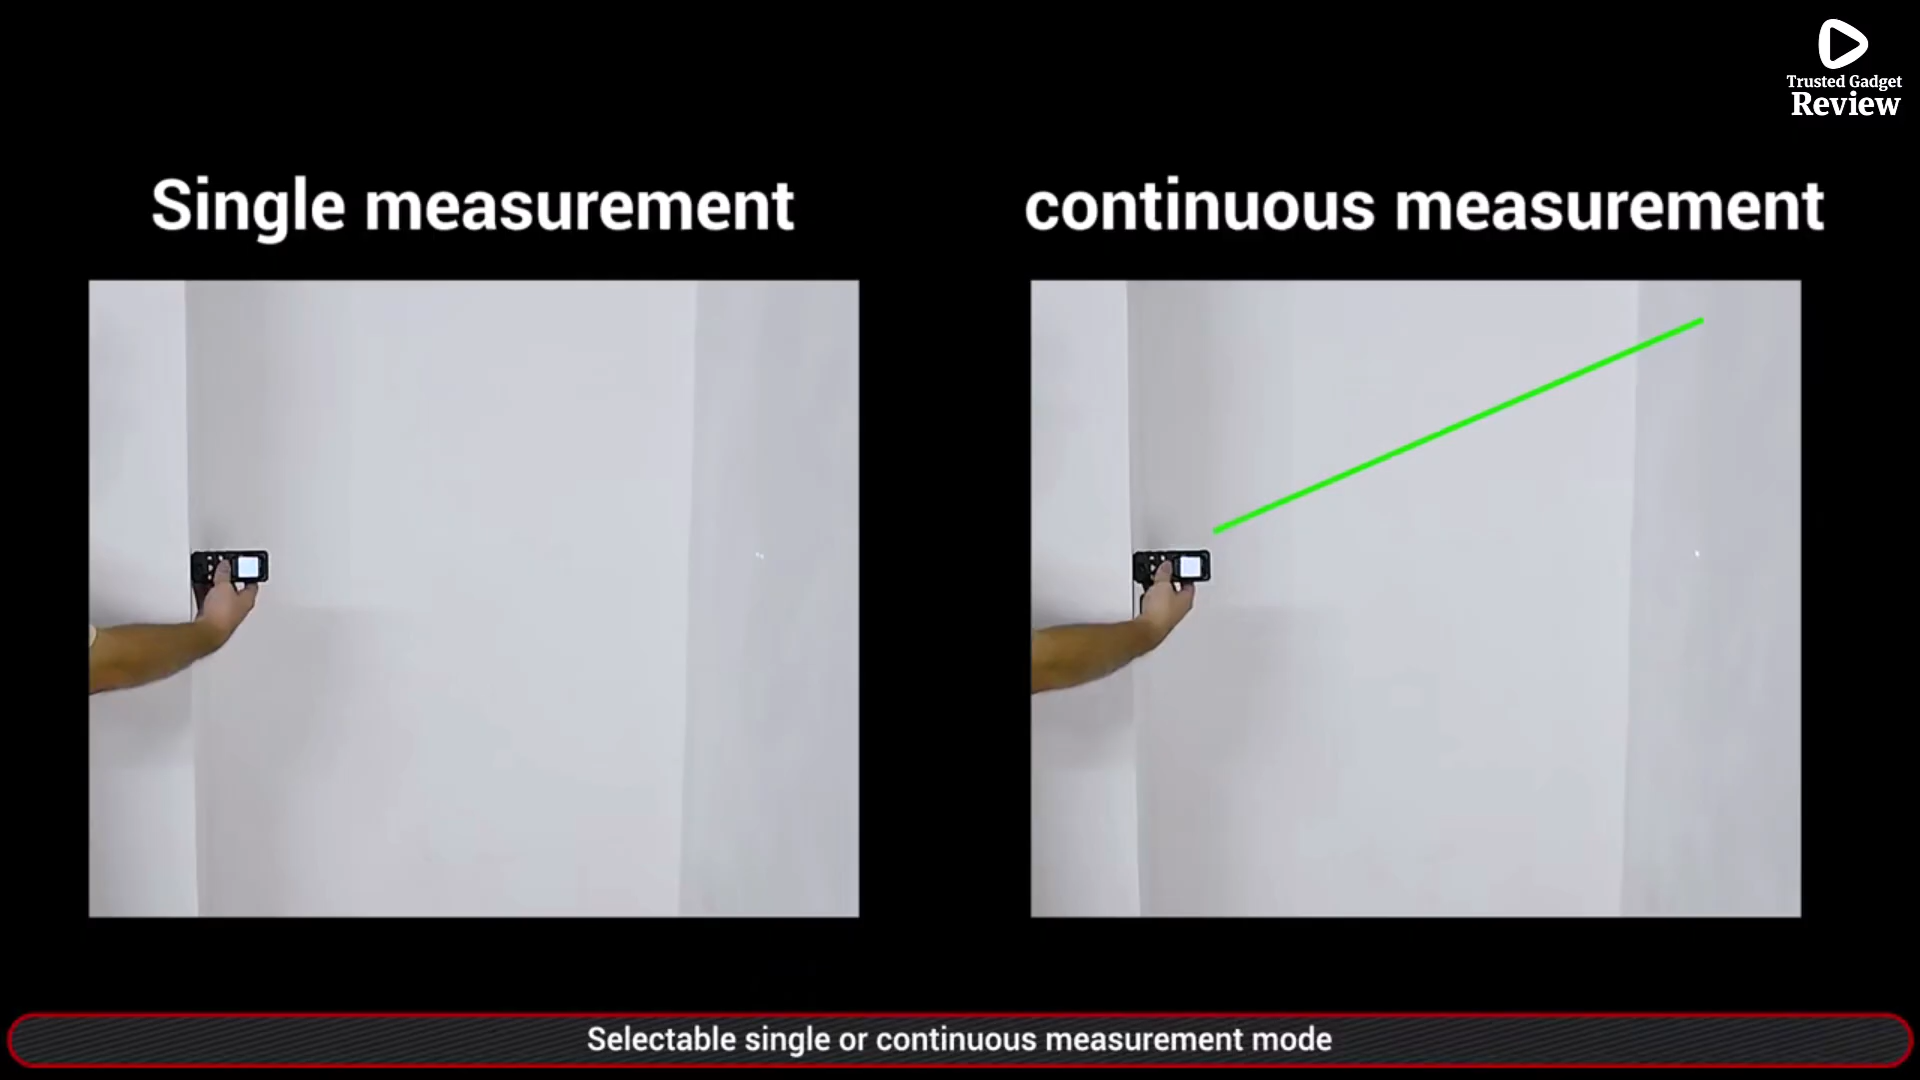 Trusted Gadget
Review
Single measurement
continuous measurement
Selectable single or continuous measurement mode